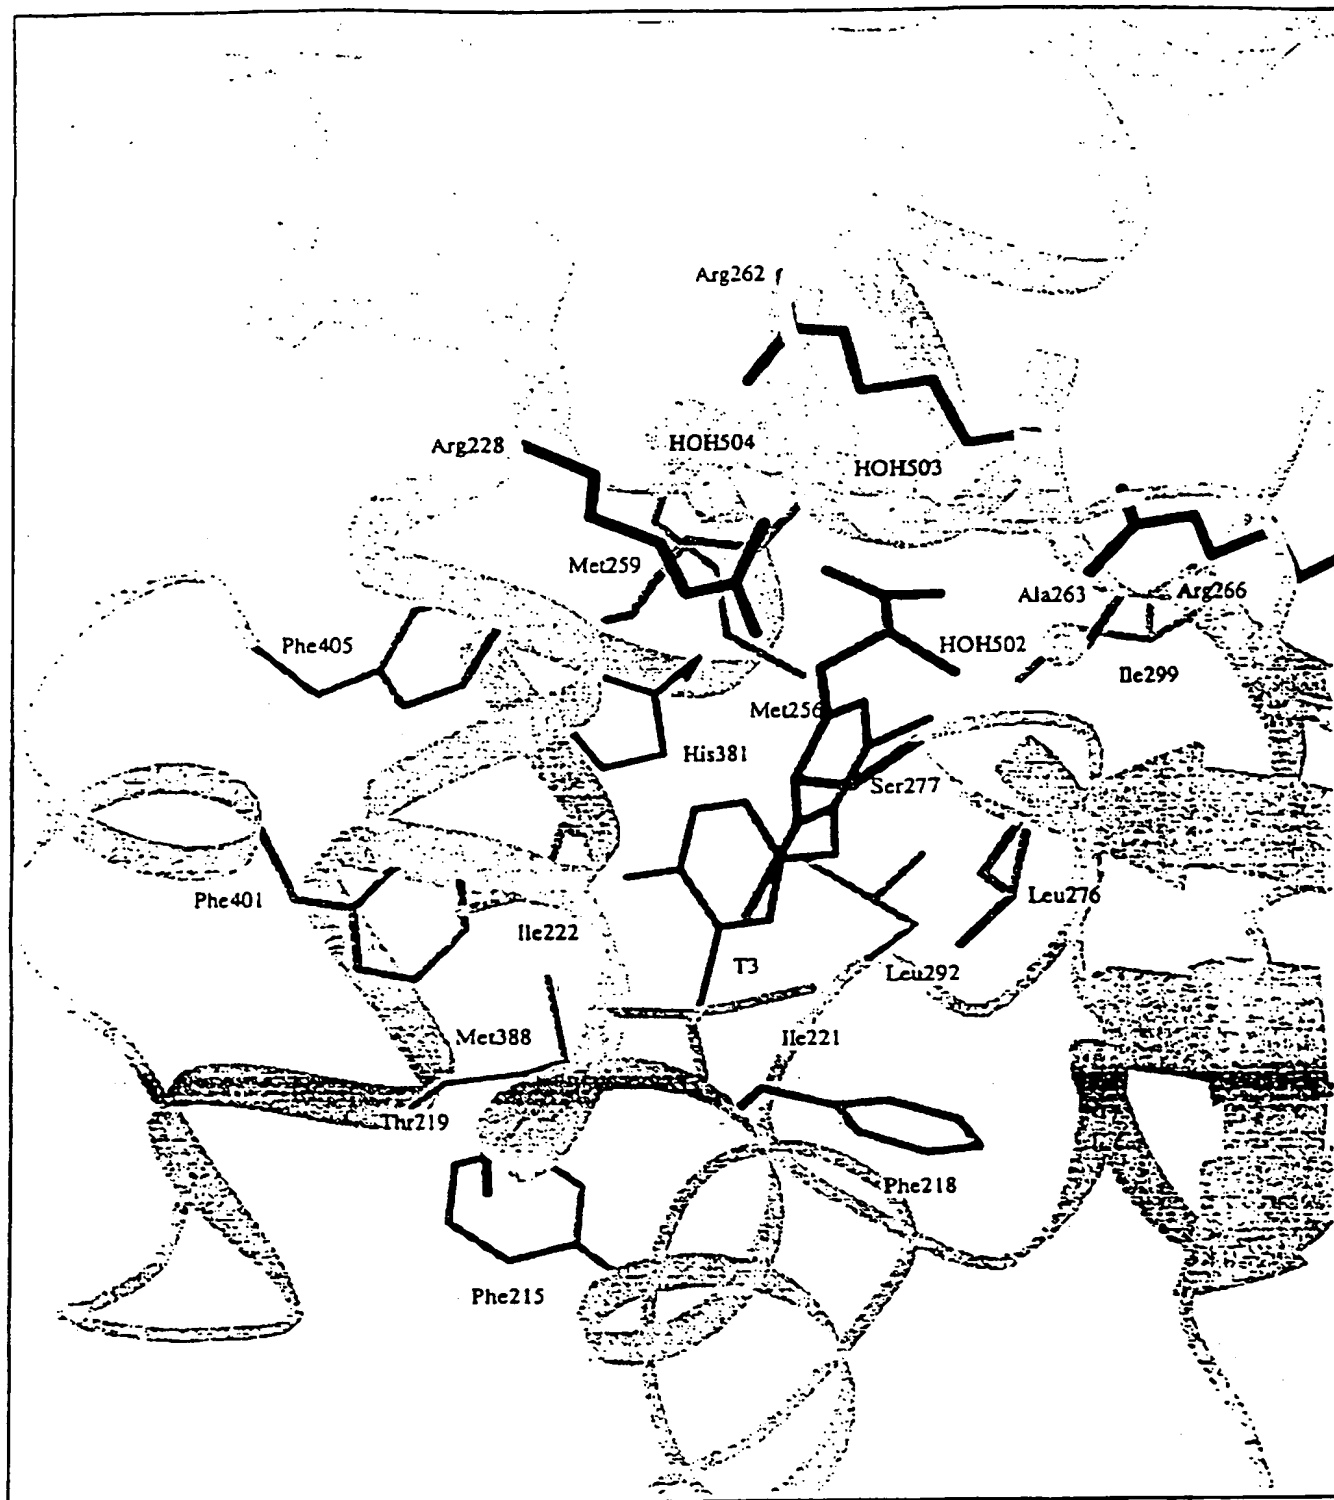 Arg262
Arg228
HOH504
HOH503
Met259
Ala263
Arg266
Phe405
HOH502
Ile299
Met256
His381
Ser277
Phe401
Leu276
Ile222
T3
Leu292
Met388
Ile221
Thr219
Phe218
Phe215